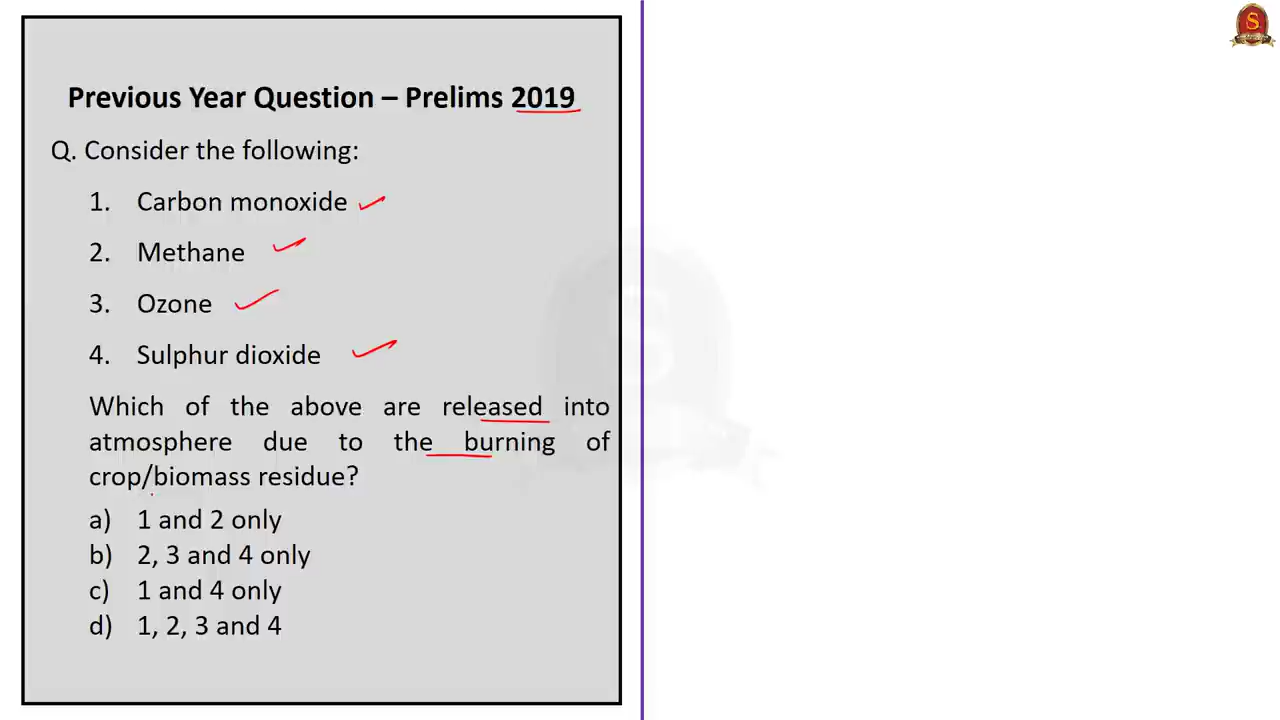 Previous Year Question – Prelims 2019
Q. Consider the following:
1. Carbon monoxide
2. Methane
3. Ozone
4. Sulphur dioxide
Which of the above are released into
atmosphere due to the burning of
crop/biomass residue?
a) 1 and 2 only
b) 2, 3 and 4 only
c) 1 and 4 only
d) 1, 2, 3 and 4
S